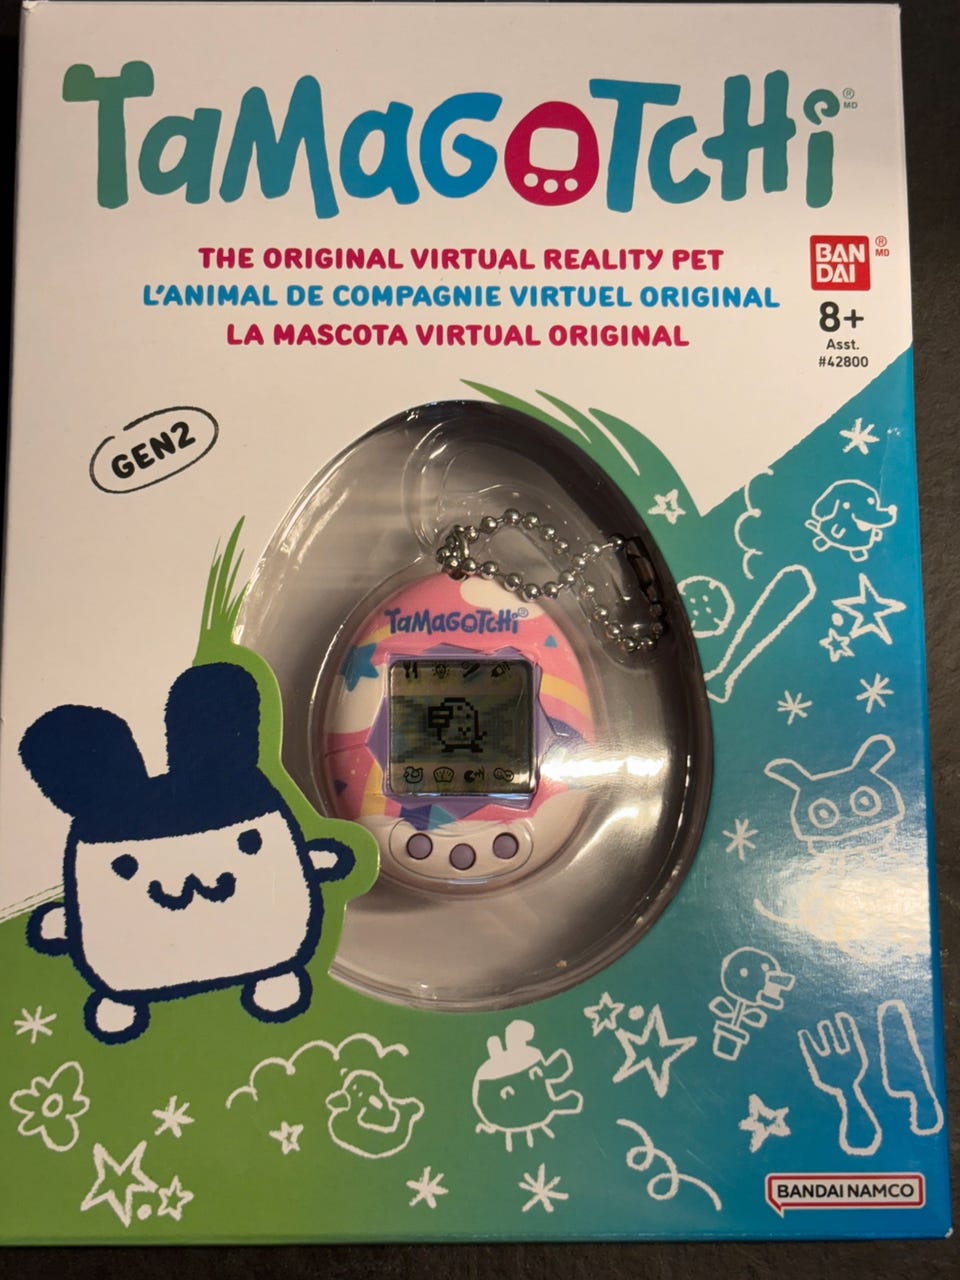 TaMaGoTcHi® MD
THE ORIGINAL VIRTUAL REALITY PET
L'ANIMAL DE COMPAGNIE VIRTUEL ORIGINAL
LA MASCOTA VIRTUAL ORIGINAL
BAN
DAI ® MD
8+
Asst.
#42800
GEN2
TaMaGoTcHi®
BANDAI NAMCO